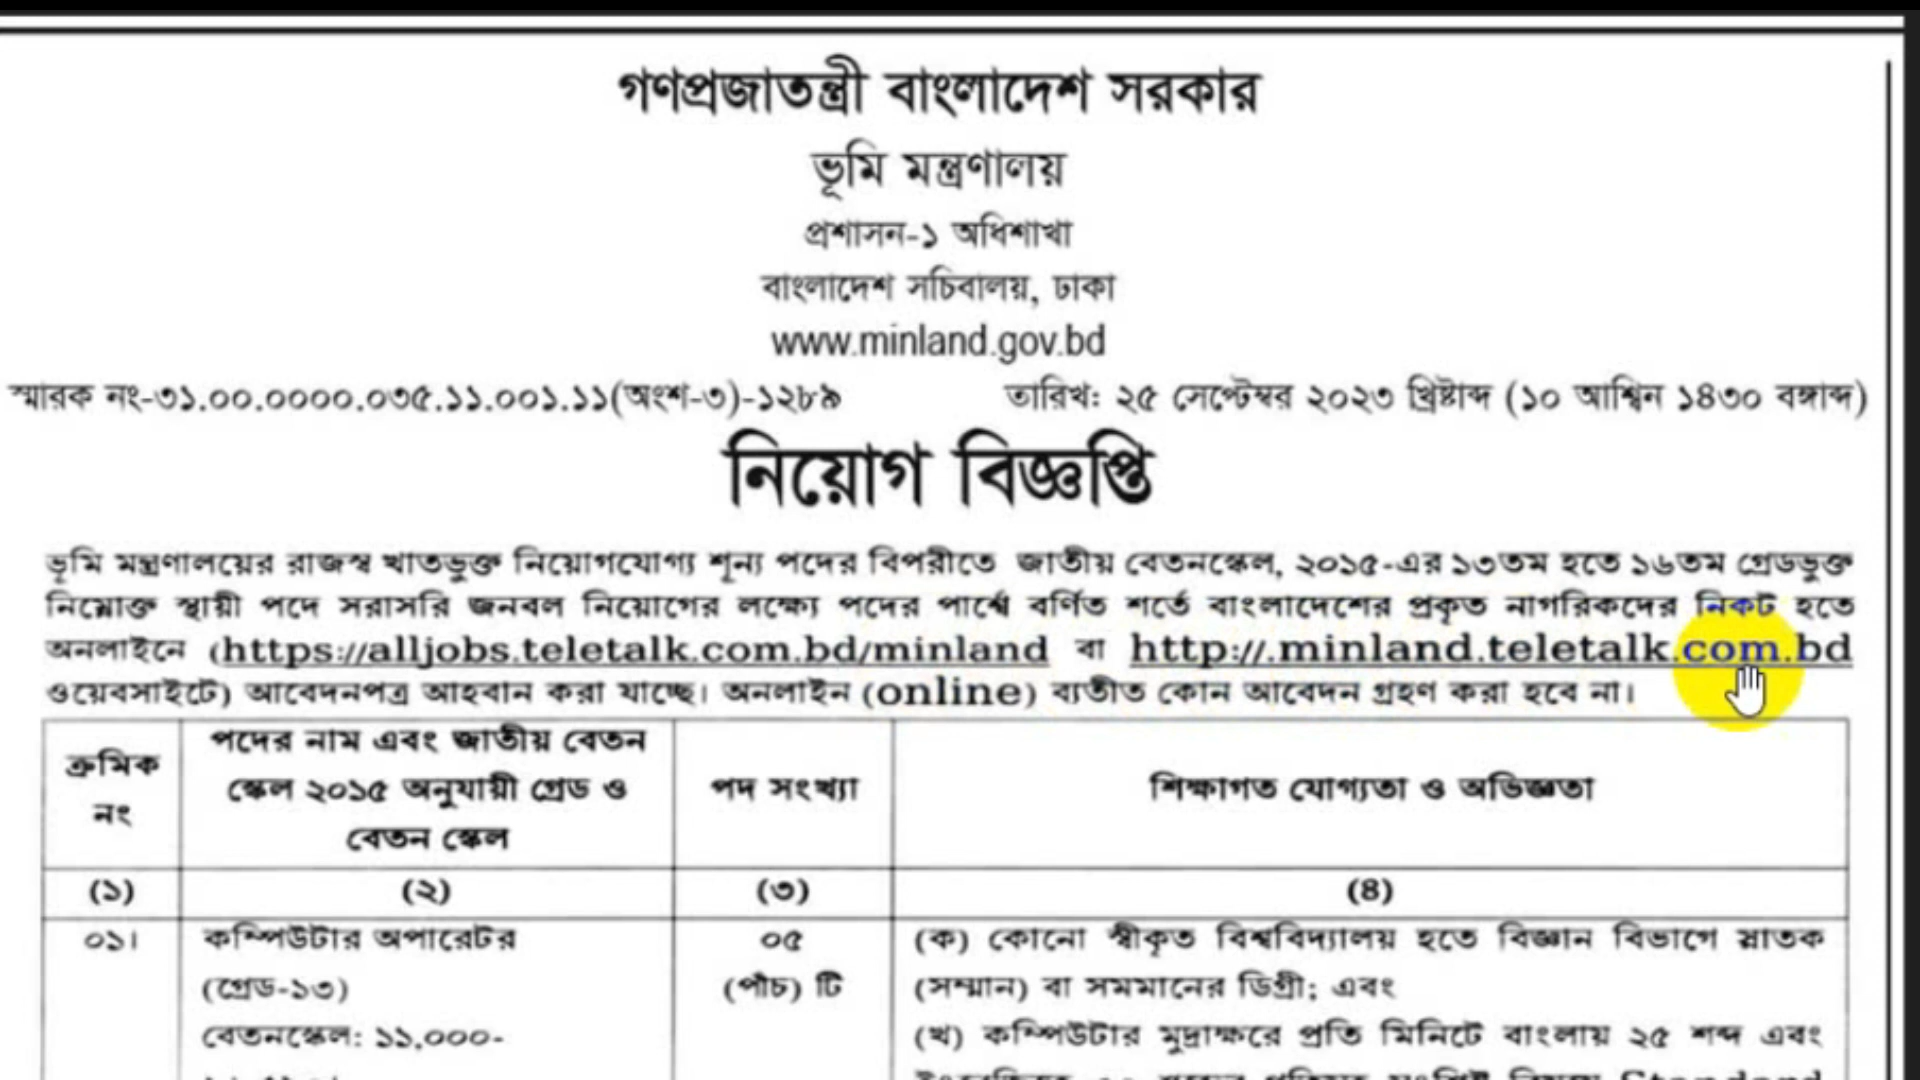 গণপ্রজাতন্ত্রী বাংলাদেশ সরকার
ভূমি মন্ত্রণালয়
প্রশাসন-১ অধিশাখা
বাংলাদেশ সচিবালয়, ঢাকা
www.minland.gov.bd
স্মারক নং-৩১.০০.০০০০.০৩৫.১১.০০১.১১(অংশ-৩)-১২৮৯ তারিখ: ২৫ সেপ্টেম্বর ২০২৩ খ্রিষ্টাব্দ (১০ আশ্বিন ১৪৩০ বঙ্গাব্দ)
নিয়োগ বিজ্ঞপ্তি
ভূমি মন্ত্রণালয়ের রাজস্ব খাতভুক্ত নিয়োগযোগ্য শূন্য পদের বিপরীতে জাতীয় বেতনস্কেল, ২০১৫-এর ১৩তম হতে ১৬তম গ্রেডভুক্ত
নিম্নোক্ত স্থায়ী পদে সরাসরি জনবল নিয়োগের লক্ষ্যে পদের পার্শ্বে বর্ণিত শর্তে বাংলাদেশের প্রকৃত নাগরিকদের নিকট হতে
অনলাইনে (https://alljobs.teletalk.com.bd/minland বা http://.minland.teletalk.com.bd
ওয়েবসাইটে) আবেদনপত্র আহবান করা যাচ্ছে। অনলাইন (online) ব্যতীত কোন আবেদন গ্রহণ করা হবে না।
ক্রমিক নং
পদের নাম এবং জাতীয় বেতন
স্কেল ২০১৫ অনুযায়ী গ্রেড ও
বেতন স্কেল
পদ সংখ্যা
শিক্ষাগত যোগ্যতা ও অভিজ্ঞতা
(১) (২) (৩) (৪)
০১।
কম্পিউটার অপারেটর
(গ্রেড-১৩)
বেতনস্কেল: ১১,০০০-
০৫
(পাঁচ) টি
(ক) কোনো স্বীকৃত বিশ্ববিদ্যালয় হতে বিজ্ঞান বিভাগে স্নাতক
(সম্মান) বা সমমানের ডিগ্রী; এবং
(খ) কম্পিউটার মুদ্রাক্ষরে প্রতি মিনিটে বাংলায় ২৫ শব্দ এবং